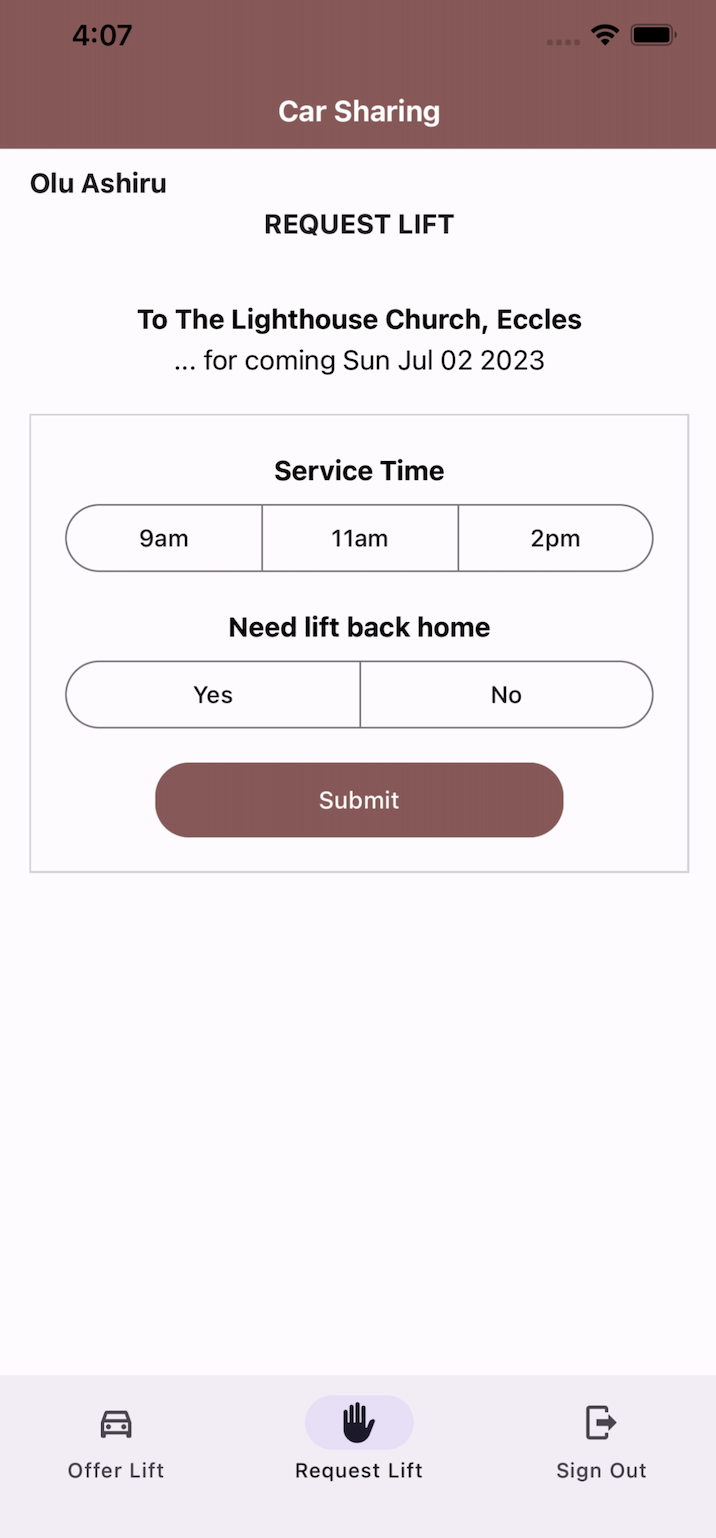 4:07
Car Sharing
Olu Ashiru
REQUEST LIFT
To The Lighthouse Church, Eccles
... for coming Sun Jul 02 2023
Service Time
9am 11am 2pm
Need lift back home
Yes No
Submit
Offer Lift Request Lift Sign Out